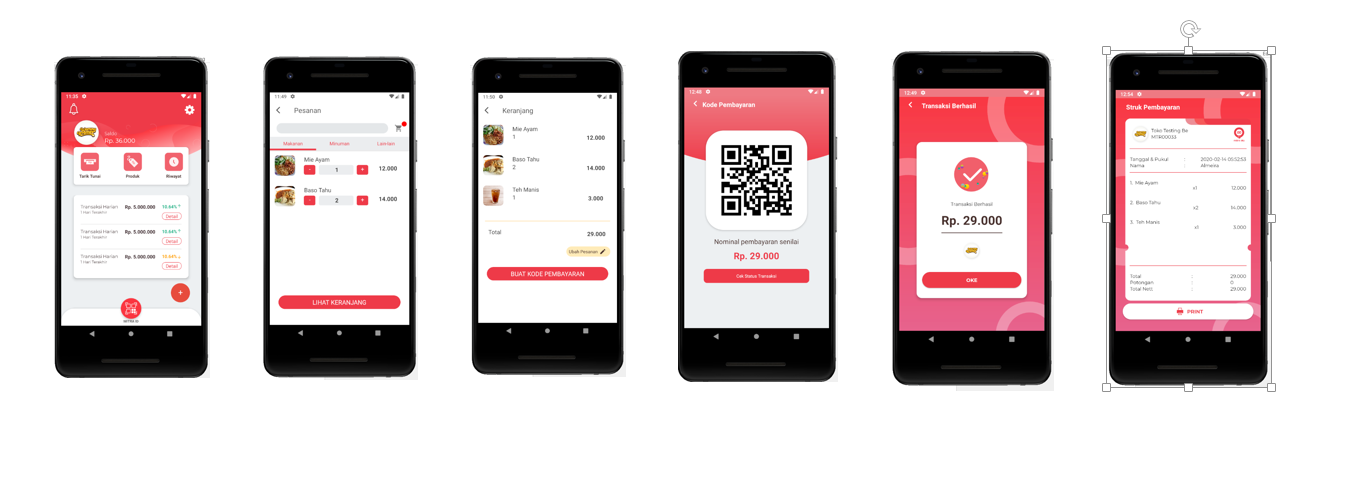 11:35
Saldo
Rp. 36.000
Tarik Tunai
Produk
Riwayat
Transaksi Harian
Rp. 5.000.000
10.64%
1 Hari Terakhir
Detail
Transaksi Harian
Rp. 5.000.000
10.64%
1 Hari Terakhir
Detail
Transaksi Harian
Rp. 5.000.000
10.64%
1 Hari Terakhir
Detail
+
11:49
Pesanan
Makanan
Minuman
Lain-lain
Mie Ayam
- 1 +
12.000
Baso Tahu
- 2 +
14.000
LIHAT KERANJANG
11:50
Keranjang
Mie Ayam
1
12.000
Baso Tahu
2
14.000
Teh Manis
1
3.000
Total
29.000
Ubah Pesanan
BUAT KODE PEMBAYARAN
12:48
Kode Pembayaran
Nominal pembayaran senilai
Rp. 29.000
Cek Status Transaksi
12:49
Transaksi Berhasil
Transaksi Berhasil
Rp. 29.000
OKE
12:54
Struk Pembayaran
Toko Testing Be
MTR20033
Tanggal & Pukul : 2020-02-14 05:52:53
Nama : Almeira
1. Mie Ayam
x1 12.000
2. Baso Tahu
x2 14.000
3. Teh Manis
x1 3.000
Total : 29.000
Potongan : 0
Total Nett : 29.000
PRINT